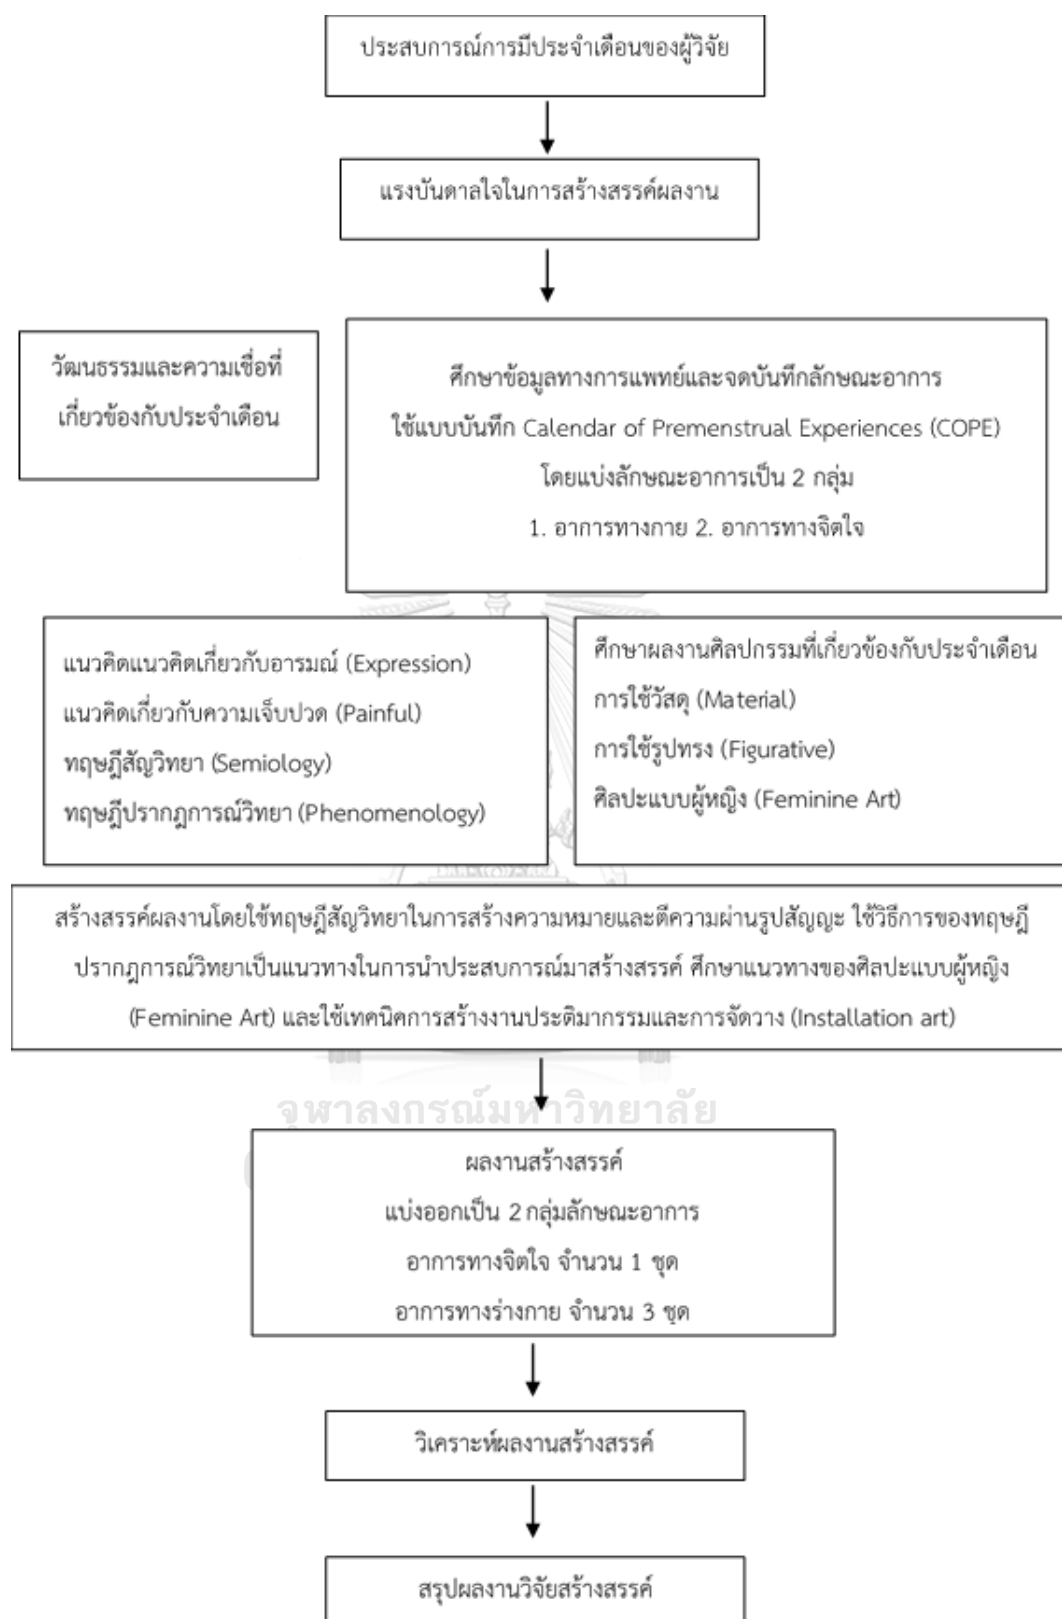 ประสบการณ์การมีประจำเดือนของผู้วิจัย
แรงบันดาลใจในการสร้างสรรค์ผลงาน
วัฒนธรรมและความเชื่อที่
เกี่ยวข้องกับประจำเดือน
ศึกษาข้อมูลทางการแพทย์และจดบันทึกลักษณะอาการ
ใช้แบบบันทึก Calendar of Premenstrual Experiences (COPE)
โดยแบ่งลักษณะอาการเป็น 2 กลุ่ม
1. อาการทางกาย 2. อาการทางจิตใจ
แนวคิดแนวคิดเกี่ยวกับอารมณ์ (Expression)
แนวคิดเกี่ยวกับความเจ็บปวด (Painful)
ทฤษฎีสัญวิทยา (Semiology)
ทฤษฎีปรากฏการณ์วิทยา (Phenomenology)
ศึกษาผลงานศิลปกรรมที่เกี่ยวข้องกับประจำเดือน
การใช้วัสดุ (Material)
การใช้รูปทรง (Figurative)
ศิลปะแบบผู้หญิง (Feminine Art)
สร้างสรรค์ผลงานโดยใช้ทฤษฎีสัญวิทยาในการสร้างความหมายและตีความผ่านรูปสัญญะ ใช้วิธีการของทฤษฎี
ปรากฏการณ์วิทยาเป็นแนวทางในการนำประสบการณ์มาสร้างสรรค์ ศึกษาแนวทางของศิลปะแบบผู้หญิง
(Feminine Art) และใช้เทคนิคการสร้างงานประติมากรรมและการจัดวาง (Installation art)
จุฬาลงกรณ์มหาวิทยาลัย
ผลงานสร้างสรรค์
แบ่งออกเป็น 2 กลุ่มลักษณะอาการ
อาการทางจิตใจ จำนวน 1 ชุด
อาการทางร่างกาย จำนวน 3 ชุด
วิเคราะห์ผลงานสร้างสรรค์
สรุปผลงานวิจัยสร้างสรรค์